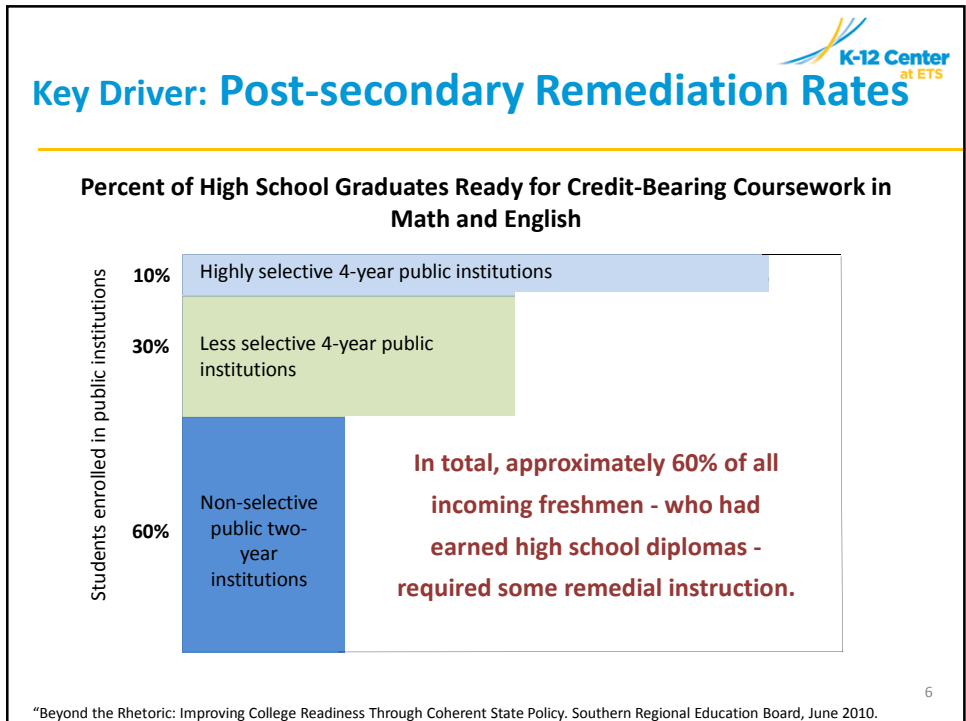 K-12 Center
at ETS
Key Driver: Post-secondary Remediation Rates
Percent of High School Graduates Ready for Credit-Bearing Coursework in
Math and English
Students enrolled in public institutions
10%
Highly selective 4-year public institutions
30%
Less selective 4-year public
institutions
60%
Non-selective
public two-
year
institutions
In total, approximately 60% of all
incoming freshmen - who had
earned high school diplomas -
required some remedial instruction.
6
“Beyond the Rhetoric: Improving College Readiness Through Coherent State Policy. Southern Regional Education Board, June 2010.